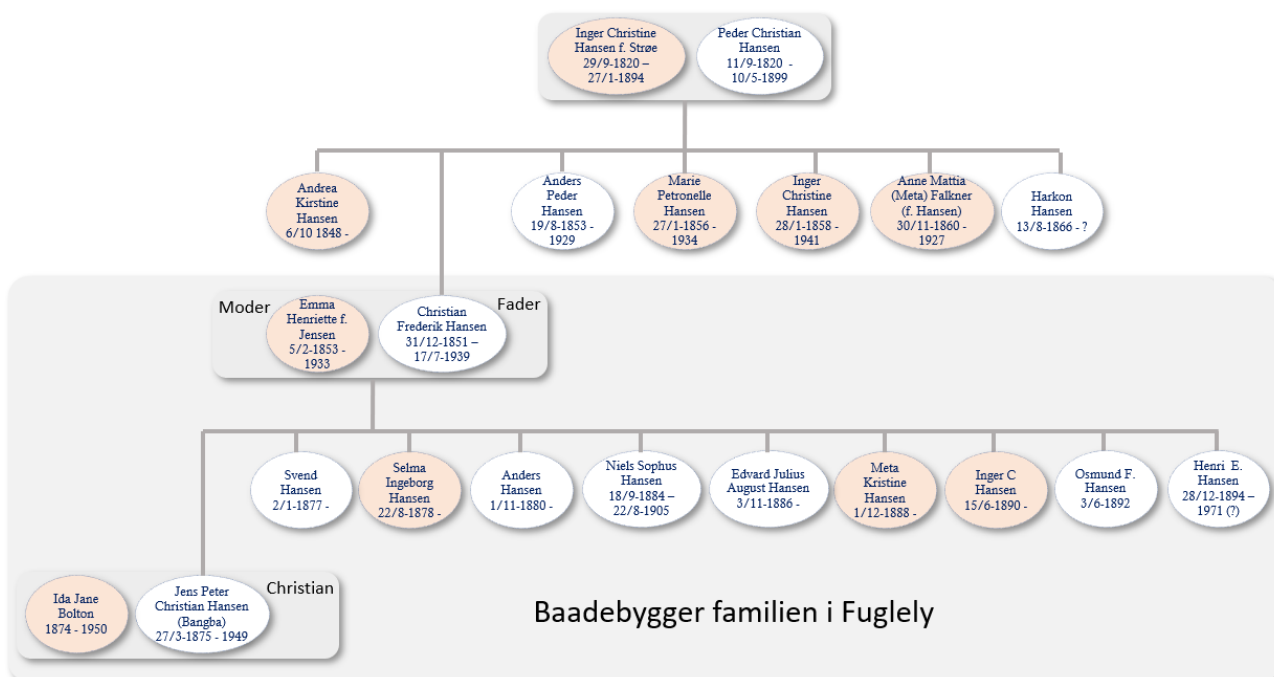 Inger Christine
Hansen f. Strøe
29/9-1820 –
27/1-1894
Peder Christian
Hansen
11/9-1820 -
10/5-1899
Andrea
Kirstine
Hansen
6/10 1848 -
Anders
Peder
Hansen
19/8-1853 -
1929
Marie
Petronelle
Hansen
27/1-1856 -
1934
Inger
Christine
Hansen
28/1-1858 -
1941
Anne Mattia
(Meta) Falkner
(f. Hansen)
30/11-1860 -
1927
Harkon
Hansen
13/8-1866 - ?
Moder
Emma
Henriette f.
Jensen
5/2-1853 -
1933
Christian
Frederik Hansen
31/12-1851 –
17/7-1939
Fader
Svend
Hansen
2/1-1877 -
Selma
Ingeborg
Hansen
22/8-1878 -
Anders
Hansen
1/11-1880 -
Niels Sophus
Hansen
18/9-1884 –
22/8-1905
Edvard Julius
August Hansen
3/11-1886 -
Meta
Kristine
Hansen
1/12-1888 -
Inger C
Hansen
15/6-1890 -
Osmund F.
Hansen
3/6-1892
Henri E.
Hansen
28/12-1894 –
1971 (?)
Ida Jane
Bolton
1874 - 1950
Jens Peter
Christian Hansen
(Bangba)
27/3-1875 - 1949
Christian
Baadebygger familien i Fuglely